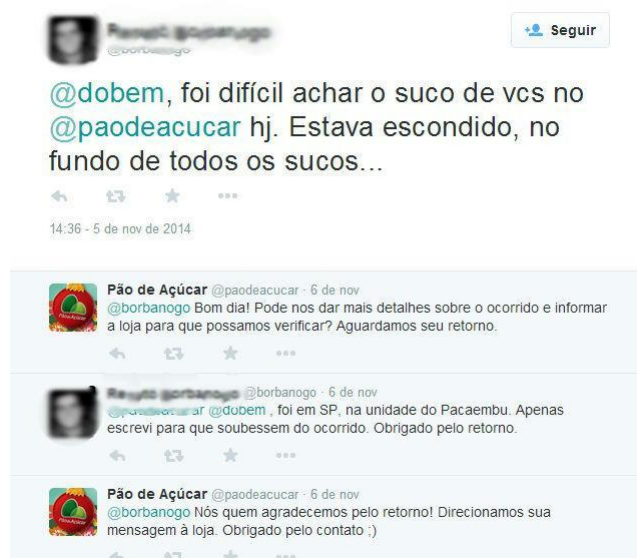 Seguir
@dobem, foi difícil achar o suco de vcs no
@paodeacucar hj. Estava escondido, no
fundo de todos os sucos...
14:36 - 5 de nov de 2014
Pão de Açúcar @paodeacucar · 6 de nov
@borbanogo Bom dia! Pode nos dar mais detalhes sobre o ocorrido e informar
a loja para que possamos verificar? Aguardamos seu retorno.
@borbanogo · 6 de nov
@dobem , foi em SP, na unidade do Pacaembu. Apenas
escrevi para que soubessem do ocorrido. Obrigado pelo retorno.
Pão de Açúcar @paodeacucar · 6 de nov
@borbanogo Nós quem agradecemos pelo retorno! Direcionamos sua
mensagem à loja. Obrigado pelo contato ;)